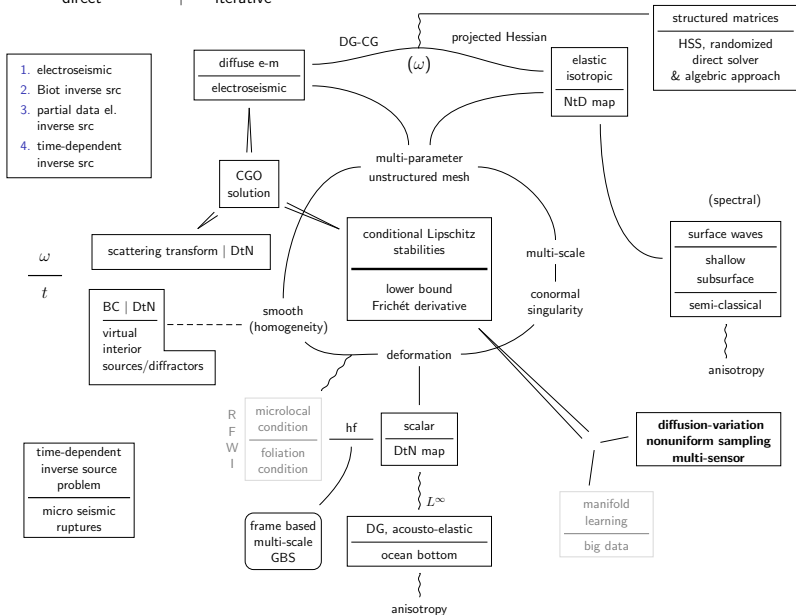 direct | iterative
structured matrices
HSS, randomized
direct solver
& algebric approach
DG-CG
projected Hessian
(ω)
diffuse e-m
electroseismic
elastic
isotropic
NtD map
1. electroseismic
2. Biot inverse src
3. partial data el.
inverse src
4. time-dependent
inverse src
multi-parameter
unstructured mesh
CGO
solution
(spectral)
scattering transform | DtN
conditional Lipschitz
stabilities
lower bound
Frichét derivative
multi-scale
conormal
singularity
surface waves
shallow
subsurface
semi-classical
anisotropy
ω
t
BC | DtN
virtual
interior
sources/diffractors
smooth
(homogeneity)
deformation
R
F
W
I
microlocal
condition
foliation
condition
hf
scalar
DtN map
diffusion-variation
nonuniform sampling
multi-sensor
time-dependent
inverse source
problem
micro seismic
ruptures
L∞
manifold
learning
big data
frame based
multi-scale
GBS
DG, acousto-elastic
ocean bottom
anisotropy